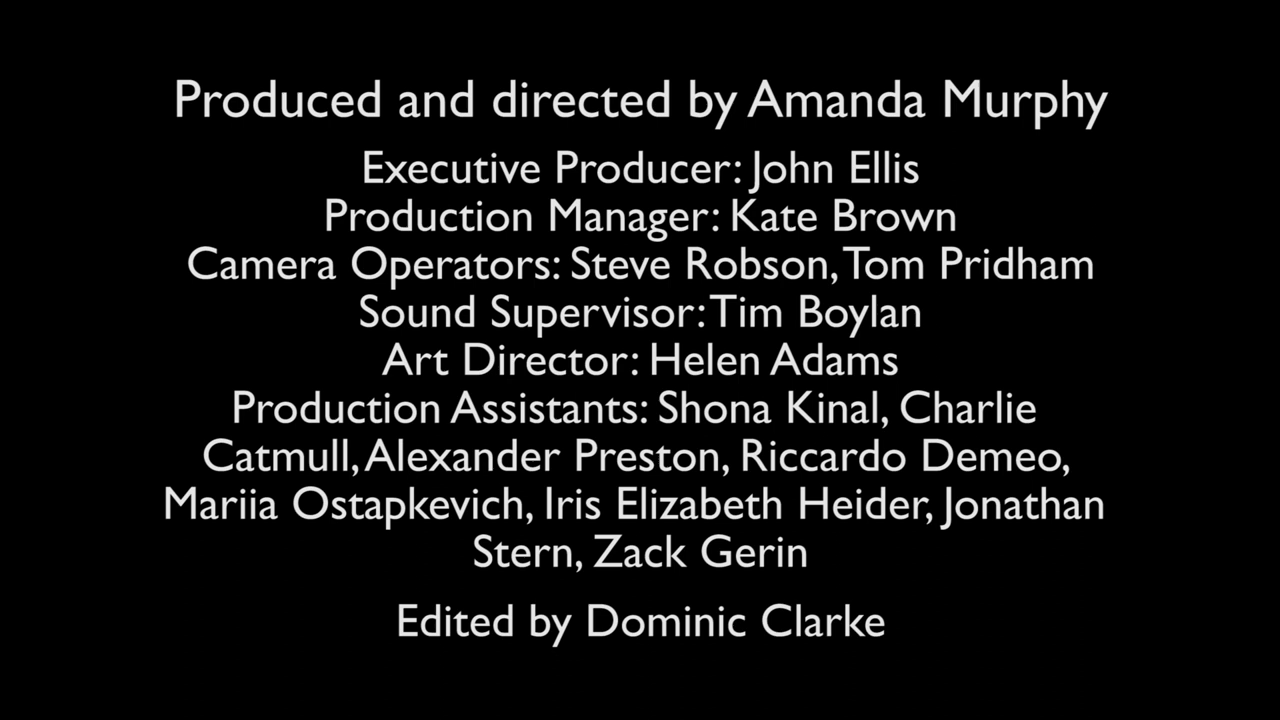 Produced and directed by Amanda Murphy
Executive Producer: John Ellis
Production Manager: Kate Brown
Camera Operators: Steve Robson, Tom Pridham
Sound Supervisor: Tim Boylan
Art Director: Helen Adams
Production Assistants: Shona Kinal, Charlie
Catmull, Alexander Preston, Riccardo Demeo,
Mariia Ostapkevich, Iris Elizabeth Heider, Jonathan
Stern, Zack Gerin
Edited by Dominic Clarke